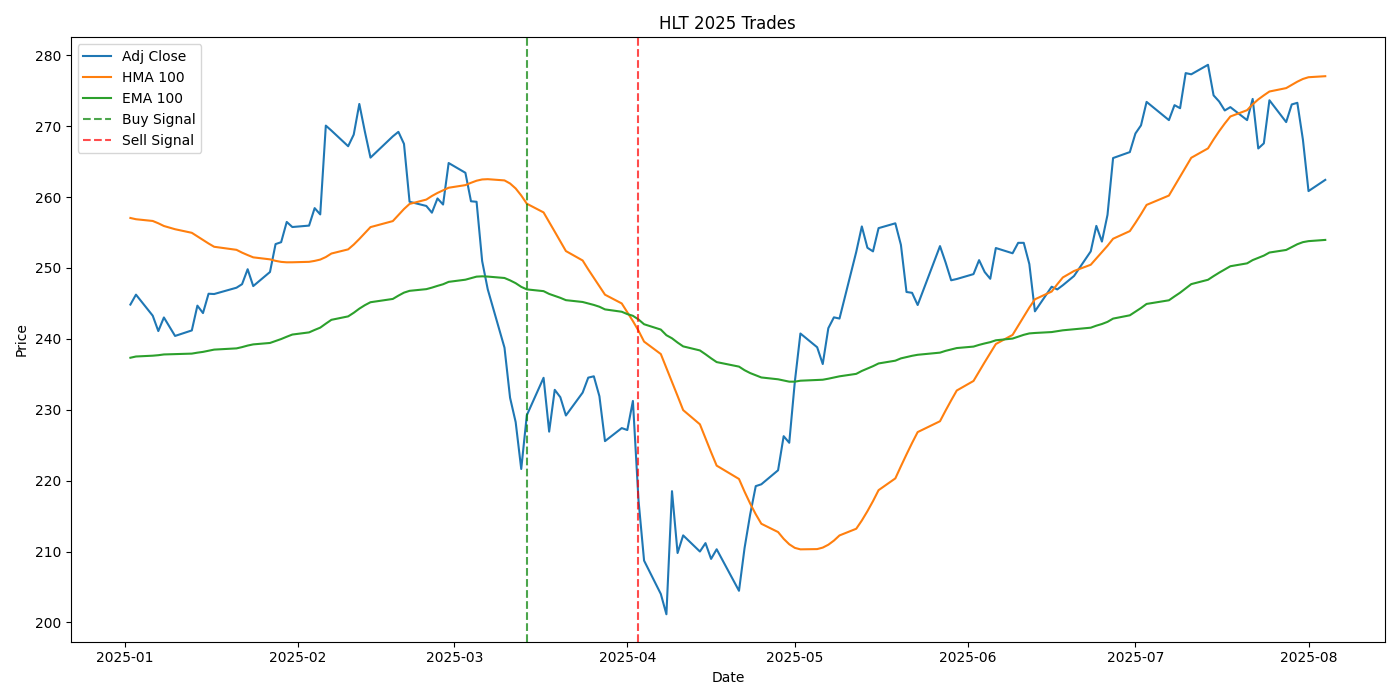 HLT 2025 Trades
Adj Close
HMA 100
EMA 100
Buy Signal
Sell Signal
Price
280
270
260
250
240
230
220
210
200
2025-01
2025-02
2025-03
2025-04
2025-05
2025-06
2025-07
2025-08
Date